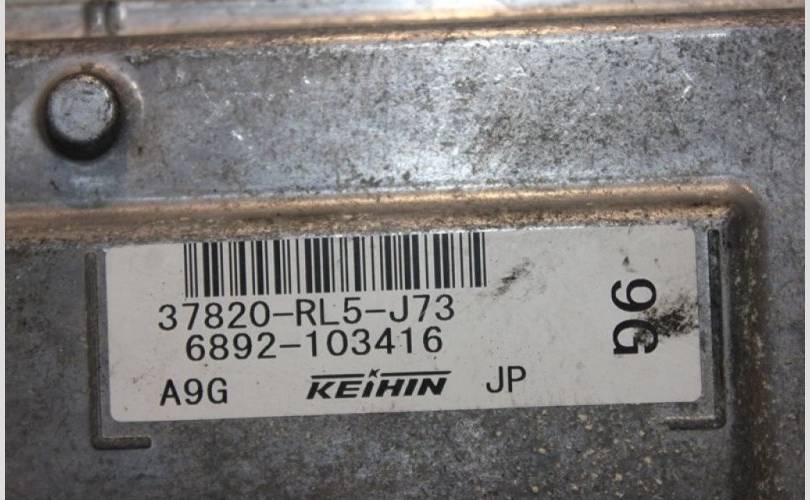 37820-RL5-J73
6892-103416
A9G KEIHIN JP
9G